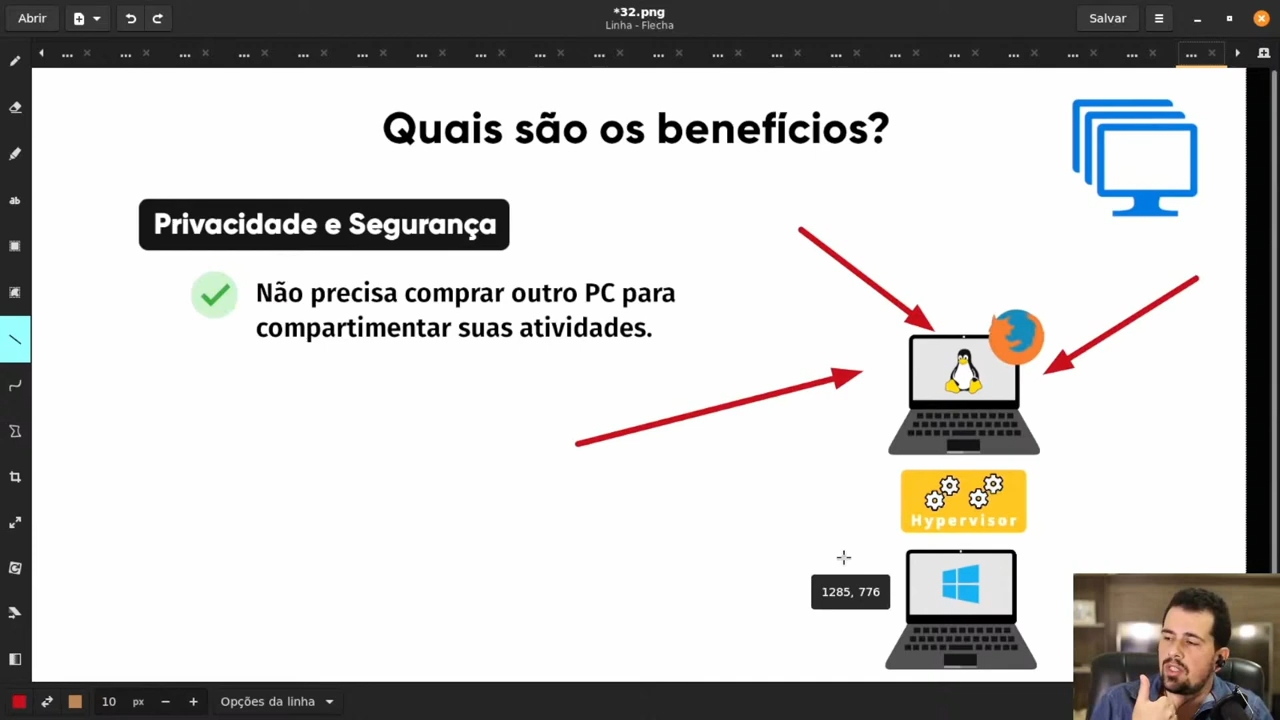 Abrir
*32.png
Linha - Flecha
Salvar
ab
Quais são os benefícios?
Privacidade e Segurança
Não precisa comprar outro PC para
compartimentar suas atividades.
Hypervisor
1285, 776
10 px
Opções da linha